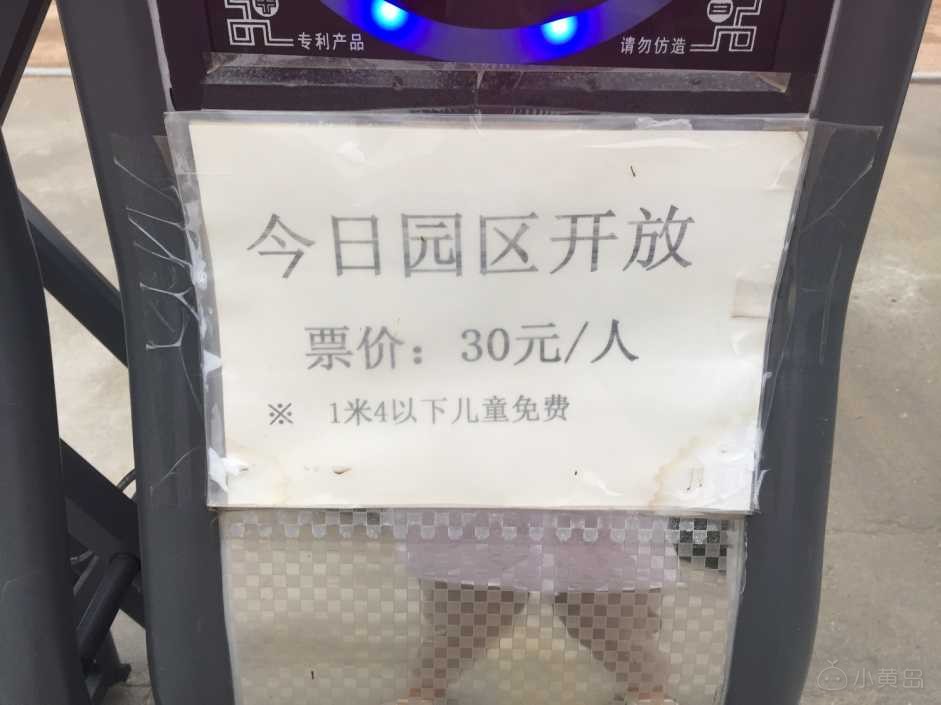 专利产品
请勿仿造
今日园区开放
票价：30元/人
※ 1米4以下儿童免费
小黄岛